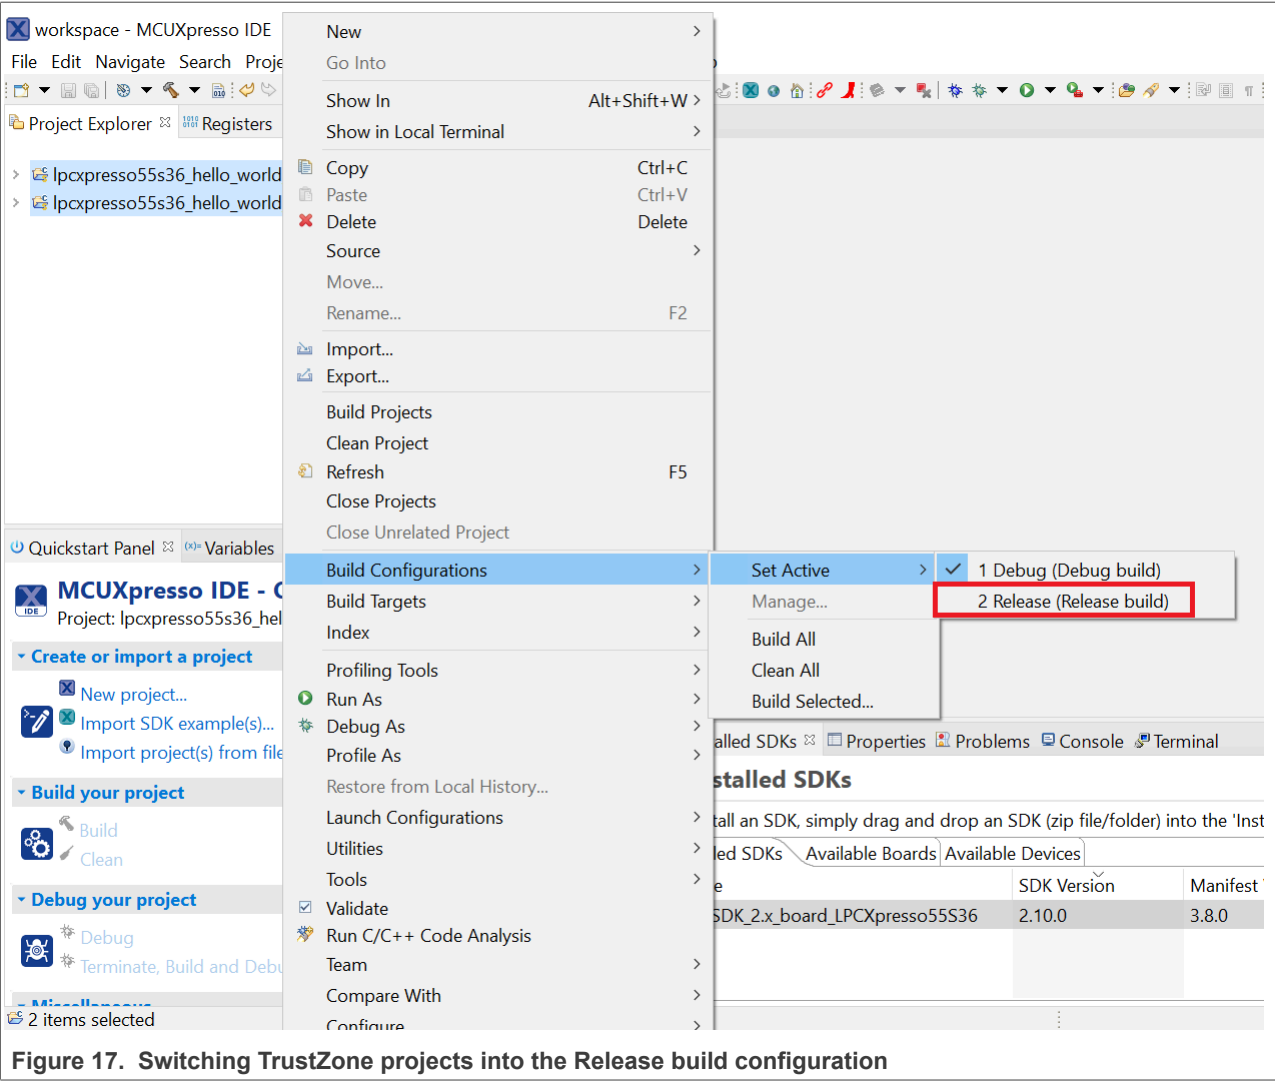 workspace - MCUXpresso IDE
File Edit Navigate Search Proje
Project Explorer
Registers
lpcxpresso55s36_hello_world
lpcxpresso55s36_hello_world
New
Go Into
Show In Alt+Shift+W
Show in Local Terminal
Copy Ctrl+C
Paste Ctrl+V
Delete Delete
Source
Move...
Rename... F2
Import...
Export...
Build Projects
Clean Project
Refresh F5
Close Projects
Close Unrelated Project
Build Configurations
Build Targets
Index
Profiling Tools
Run As
Debug As
Profile As
Restore from Local History...
Launch Configurations
Utilities
Tools
Validate
Run C/C++ Code Analysis
Team
Compare With
Configure
Set Active
Manage...
Build All
Clean All
Build Selected...
1 Debug (Debug build)
2 Release (Release build)
Quickstart Panel
(x)= Variables
IDE
MCUXpresso IDE - C
Project: lpcxpresso55s36_hel
Create or import a project
New project...
Import SDK example(s)...
Import project(s) from file
Build your project
Build
Clean
Debug your project
Debug
Terminate, Build and Debu
Miscellaneous
2 items selected
alled SDKs Properties Problems Console Terminal
stalled SDKs
tall an SDK, simply drag and drop an SDK (zip file/folder) into the 'Inst
led SDKs Available Boards Available Devices
e SDK Version Manifest
SDK_2.x_board_LPCXpresso55S36 2.10.0 3.8.0
Figure 17. Switching TrustZone projects into the Release build configuration